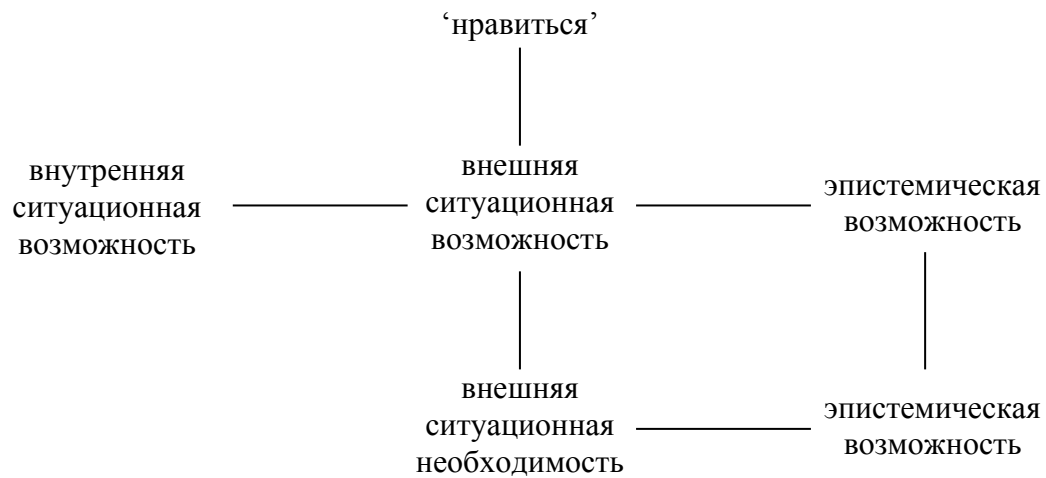 ‘нравиться’
внутренняя
ситуационная
возможность
внешняя
ситуационная
возможность
эпистемическая
возможность
внешняя
ситуационная
необходимость
эпистемическая
возможность